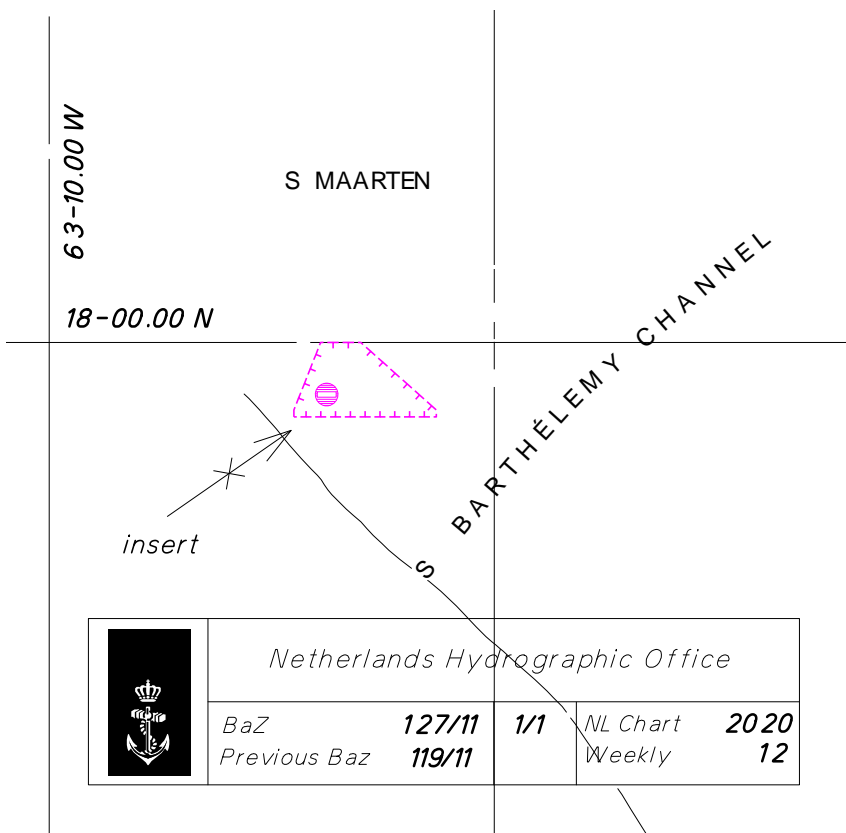 63-10.00 W
S MAARTEN
18-00.00 N
S BARTHÉLEMY CHANNEL
insert
Netherlands Hydrographic Office
BaZ 127/11 1/1 NL Chart 2020
Previous Baz 119/11 Weekly 12